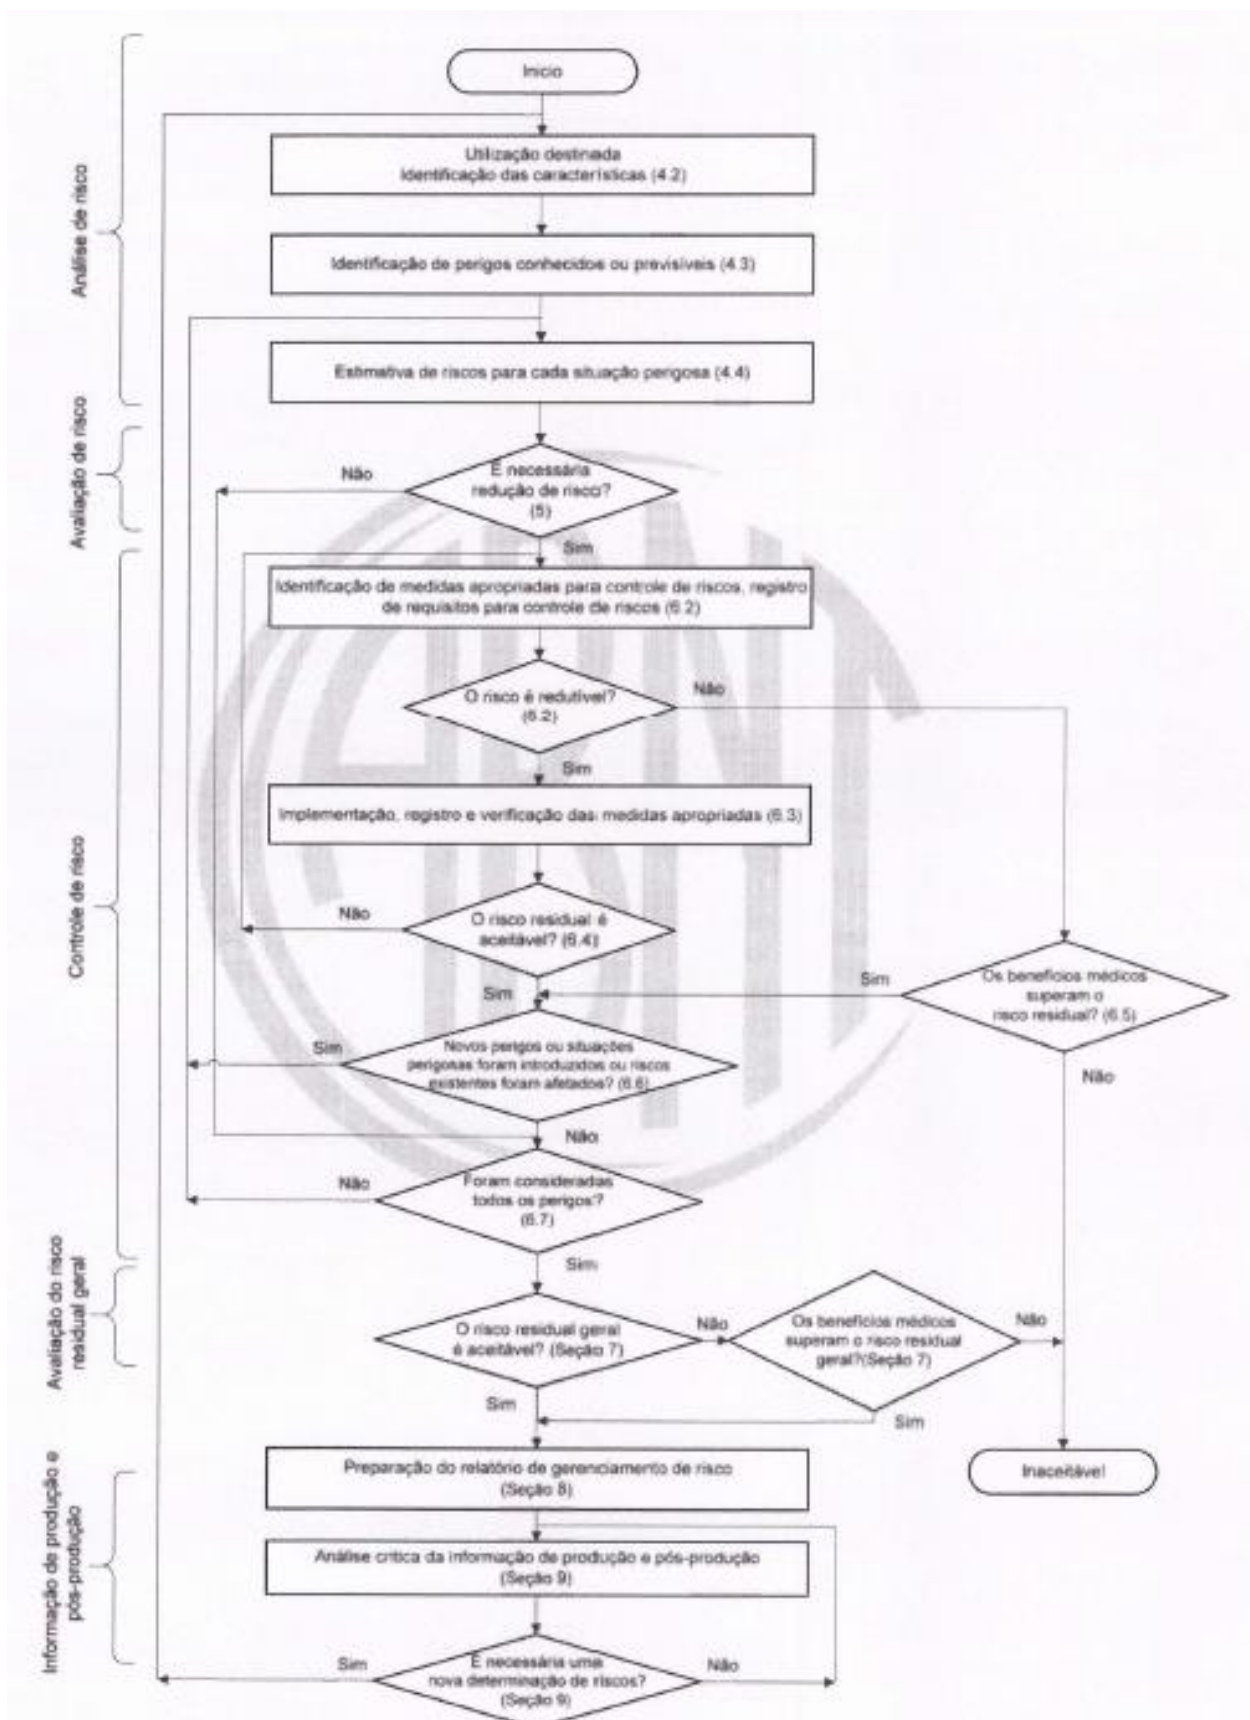 Início
Utilização destinada
Identificação das características (4.2)
Identificação de perigos conhecidos ou previsíveis (4.3)
Estimativa de riscos para cada situação perigosa (4.4)
Análise de risco
É necessária
redução de risco?
(5)
Não
Sim
Avaliação de risco
Identificação de medidas apropriadas para controle de riscos, registro
de requisitos para controle de riscos (6.2)
O risco é redutível?
(6.2)
Não
Sim
Implementação, registro e verificação das medidas apropriadas (6.3)
O risco residual é
aceitável? (6.4)
Não
Sim
Os benefícios médicos
superam o
risco residual? (6.5)
Sim
Não
Novos perigos ou situações
perigosas foram introduzidos ou riscos
existentes foram afetados? (6.6)
Sim
Não
Foram consideradas
todos os perigos?
(6.7)
Não
Sim
Controle de risco
O risco residual geral
é aceitável? (Seção 7)
Não
Sim
Os benefícios médicos
superam o risco residual
geral?(Seção 7)
Não
Sim
Avaliação do risco
residual geral
Inaceitável
Preparação do relatório de gerenciamento de risco
(Seção 8)
Análise crítica da informação de produção e pós-produção
(Seção 9)
É necessária uma
nova determinação de riscos?
(Seção 9)
Sim
Não
Informação de produção e
pós-produção
ABNT